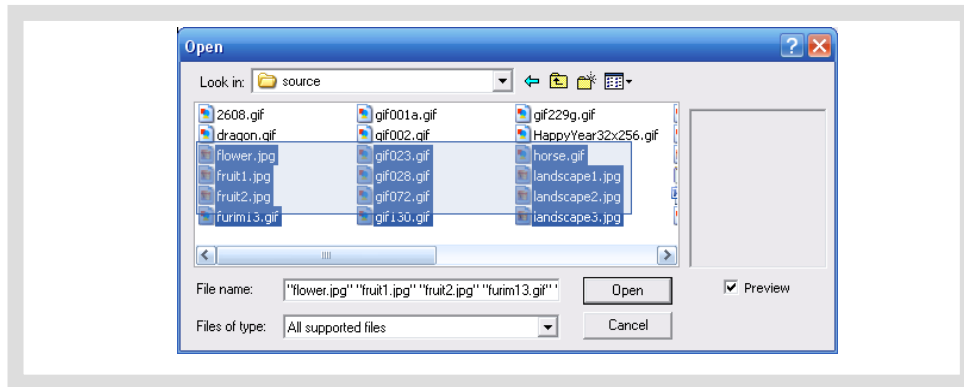 Open
Look in: source
2608.gif gif001a.gif gif229g.gif
dragon.gif gif002.gif HappyYear32x256.gif
flower.jpg gif023.gif horse.gif
fruit1.jpg gif028.gif landscape1.jpg
fruit2.jpg gif072.gif landscape2.jpg
furim13.gif gif130.gif landscape3.jpg
File name: "flower.jpg" "fruit1.jpg" "fruit2.jpg" "furim13.gif" " Open Preview
Files of type: All supported files Cancel